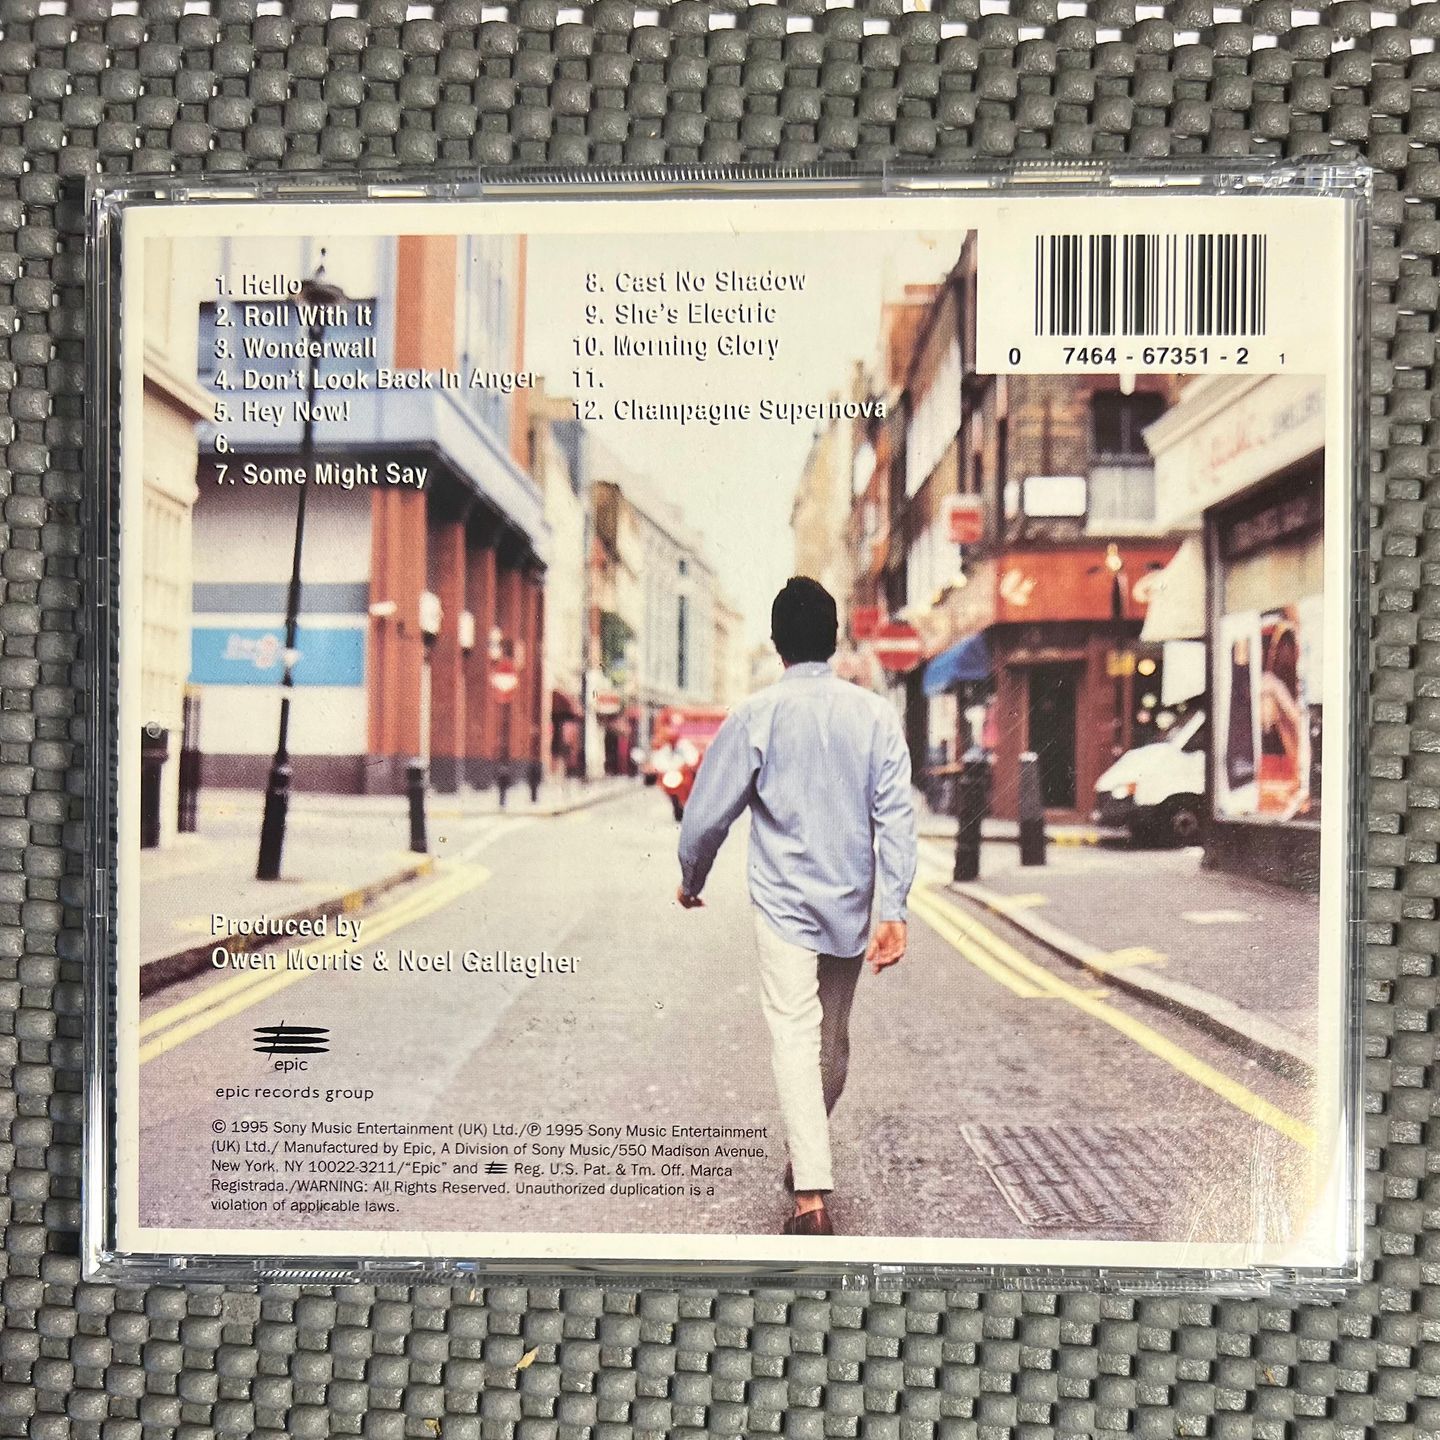 1. Hello
2. Roll With It
3. Wonderwall
4. Don't Look Back In Anger
5. Hey Now!
6.
7. Some Might Say
8. Cast No Shadow
9. She's Electric
10. Morning Glory
11.
12. Champagne Supernova
0 7464 - 67351 - 2 1
Produced by
Owen Morris & Noel Gallagher
epic
epic records group
© 1995 Sony Music Entertainment (UK) Ltd./℗ 1995 Sony Music Entertainment
(UK) Ltd./ Manufactured by Epic, A Division of Sony Music/550 Madison Avenue,
New York, NY 10022-3211/"Epic" and Reg. U.S. Pat. & Tm. Off. Marca
Registrada./WARNING: All Rights Reserved. Unauthorized duplication is a
violation of applicable laws.